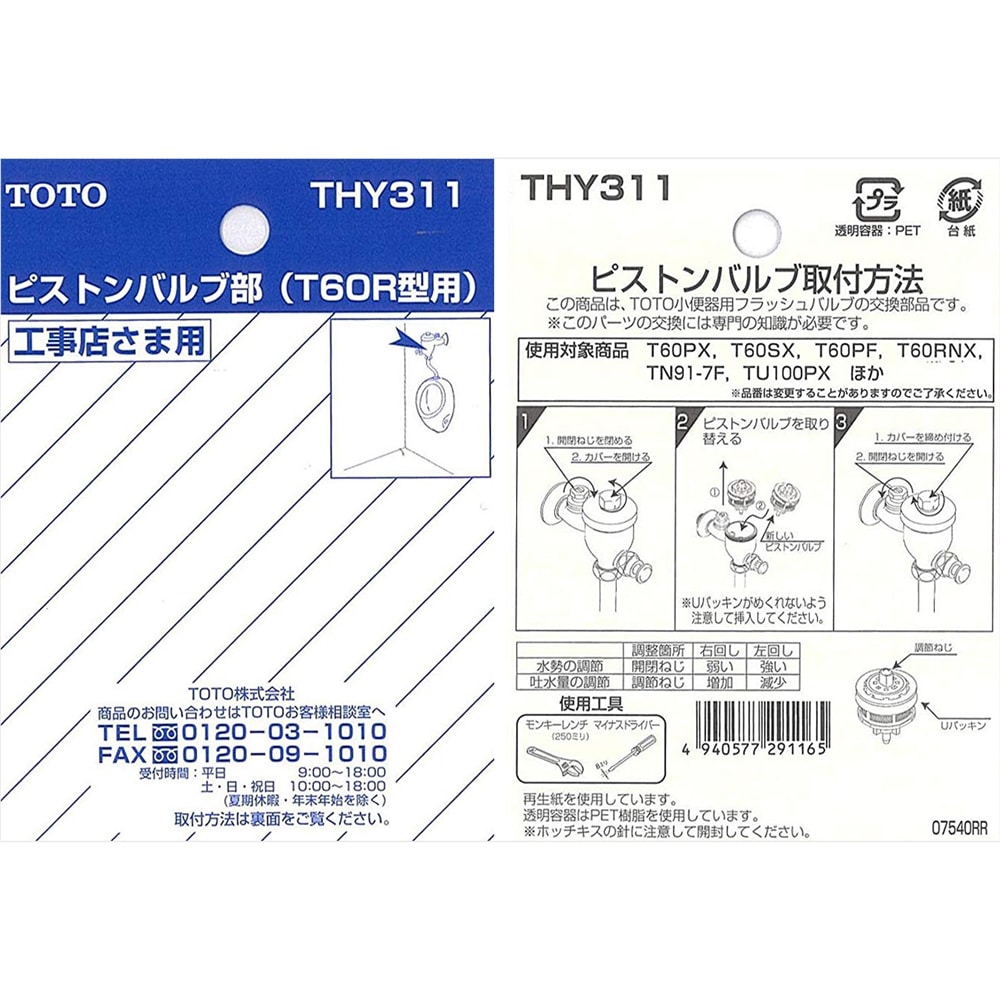 TOTO
THY311
ピストンバルブ部（T60R型用）
工事店さま用
TOTO株式会社
商品のお問い合わせはTOTOお客様相談室へ
TEL 0120-03-1010
FAX 0120-09-1010
受付時間：平日 9:00～18:00
土・日・祝日 10:00～18:00
（夏期休暇・年末年始を除く）
取付方法は裏面をご覧ください。
THY311
プラ
透明容器：PET
紙
台紙
ピストンバルブ取付方法
この商品は、TOTO小便器用フラッシュバルブの交換部品です。
※このパーツの交換には専門の知識が必要です。
使用対象商品 T60PX, T60SX, T60PF, T60RNX,
TN91-7F, TU100PX ほか
※品番は変更することがありますのでご了承ください。
1
1. 開閉ねじを閉める
2. カバーを開ける
2
ピストンバルブを取り
替える
①
②
新しい
ピストンバルブ
※Uパッキンがめくれないよう
注意して挿入してください。
3
1. カバーを締め付ける
2. 開閉ねじを開ける
調整箇所 右回し 左回し
水勢の調節 開閉ねじ 弱い 強い
吐水量の調節 調節ねじ 増加 減少
調節ねじ
Uパッキン
使用工具
モンキーレンチ マイナスドライバー
(250ミリ)
8ミリ
4 940577 291165
再生紙を使用しています。
透明容器はPET樹脂を使用しています。
※ホッチキスの針に注意して開封してください。
07540RR